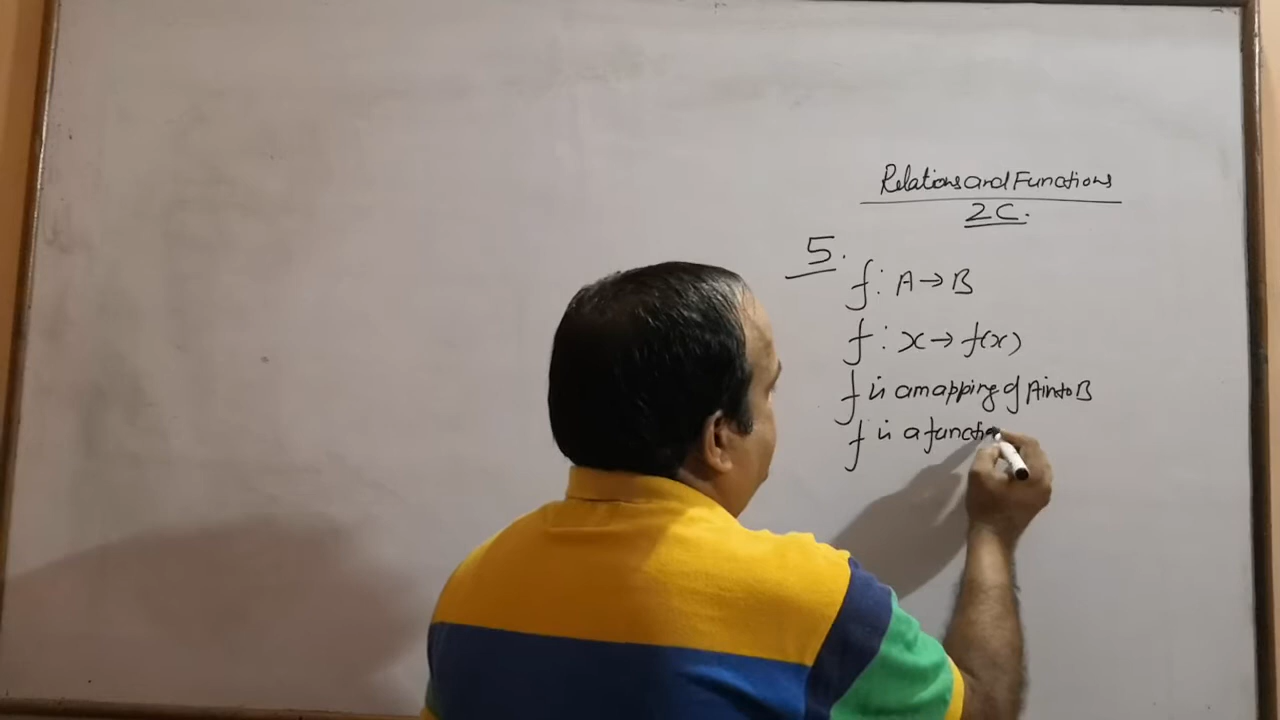 Relations and Functions
2C.
5.
f: A → B
f: x → f(x)
f is a mapping of A into B
f is a functio